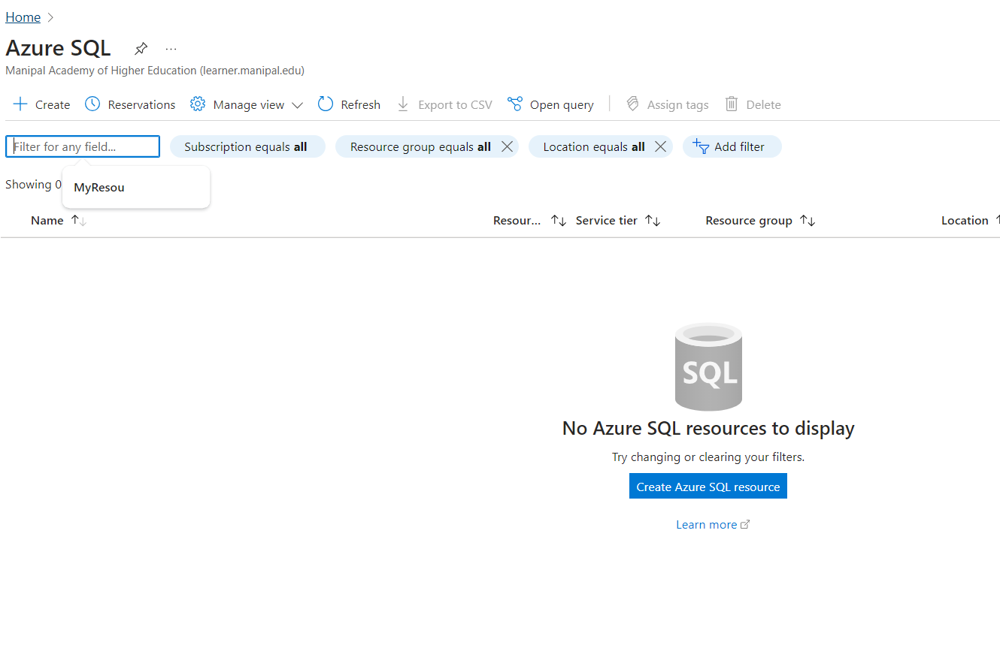 Home
Azure SQL
...
Manipal Academy of Higher Education (learner.manipal.edu)
Create Reservations Manage view Refresh Export to CSV Open query Assign tags Delete
Filter for any field... Subscription equals all Resource group equals all Location equals all Add filter
Showing 0
MyResou
Name Resour... Service tier Resource group Location
SQL
No Azure SQL resources to display
Try changing or clearing your filters.
Create Azure SQL resource
Learn more